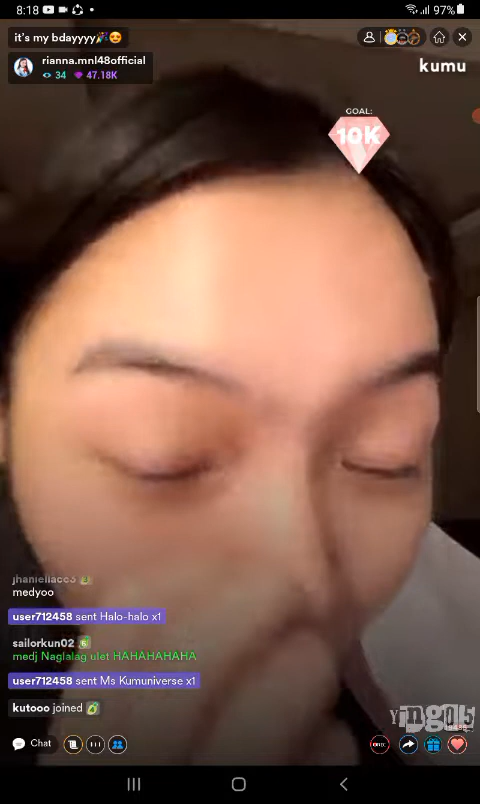 8:18
97%
it's my bdayyyy🎉😍
rianna.mnl48official
34 47.18K
kumu
GOAL:
10K
medyoo
user712458 sent Halo-halo x1
sailorkun02 6
medj Naglalag ulet HAHAHAHAHA
user712458 sent Ms Kumuniverse x1
kutooo joined
Chat